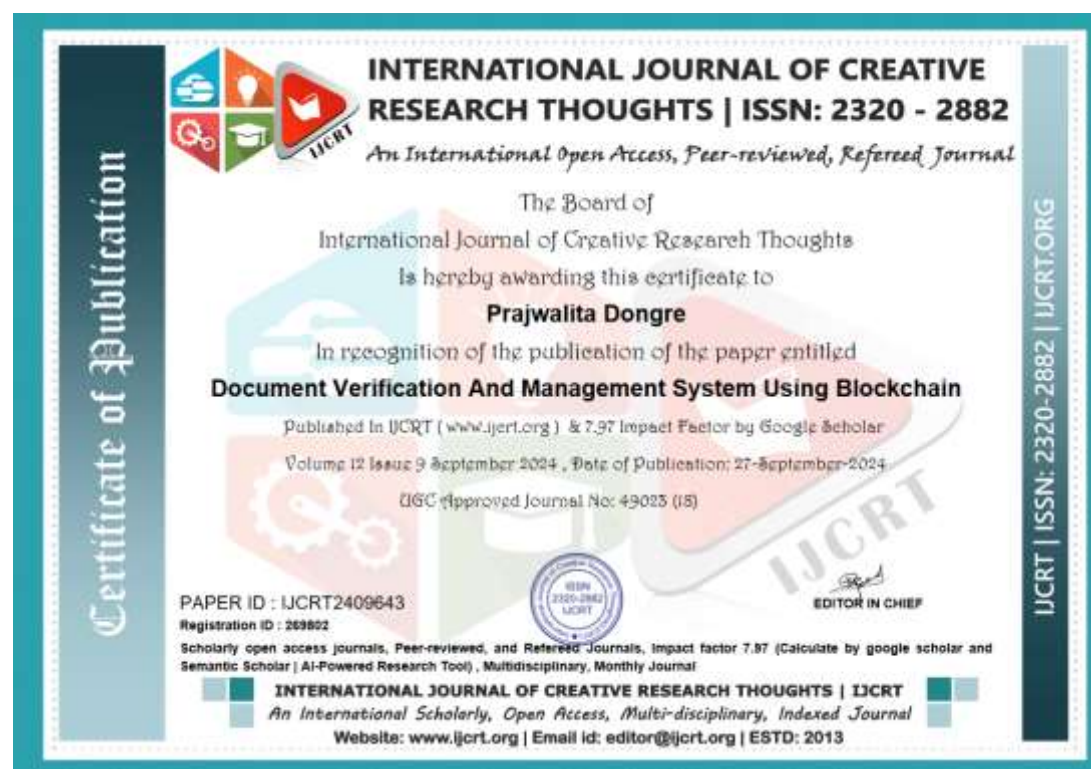 Certificate of Publication
IJCRT
INTERNATIONAL JOURNAL OF CREATIVE
RESEARCH THOUGHTS | ISSN: 2320 - 2882
An International Open Access, Peer-reviewed, Refereed Journal
The Board of
International Journal of Creative Research Thoughts
Is hereby awarding this certificate to
Prajwalita Dongre
In recognition of the publication of the paper entitled
Document Verification And Management System Using Blockchain
Published In IJCRT ( www.ijcrt.org ) & 7.97 Impact Factor by Google Scholar
Volume 12 Issue 9 September 2024 , Date of Publication: 27-September-2024
UGC Approved Journal No: 49023 (18)
IJCRT
PAPER ID : IJCRT2409643
Registration ID : 269802
ISSN
2320-2882
IJCRT
EDITOR IN CHIEF
Scholarly open access journals, Peer-reviewed, and Refereed Journals, Impact factor 7.97 (Calculate by google scholar and
Semantic Scholar | AI-Powered Research Tool) , Multidisciplinary, Monthly Journal
INTERNATIONAL JOURNAL OF CREATIVE RESEARCH THOUGHTS | IJCRT
An International Scholarly, Open Access, Multi-disciplinary, Indexed Journal
Website: www.ijcrt.org | Email id: editor@ijcrt.org | ESTD: 2013
IJCRT | ISSN: 2320-2882 | IJCRT.ORG